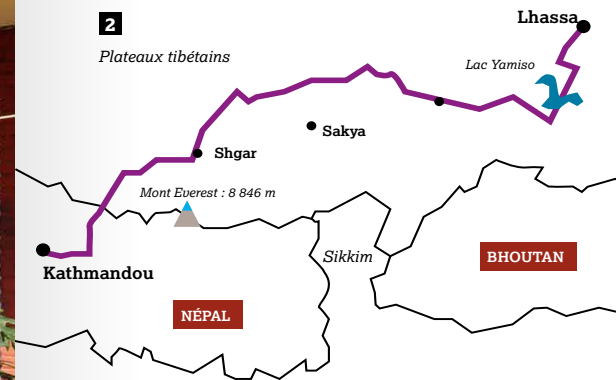 2
Lhassa
Plateaux tibétains
Lac Yamiso
Sakya
Shgar
Mont Everest : 8 846 m
Kathmandou
Sikkim
BHOUTAN
NÉPAL